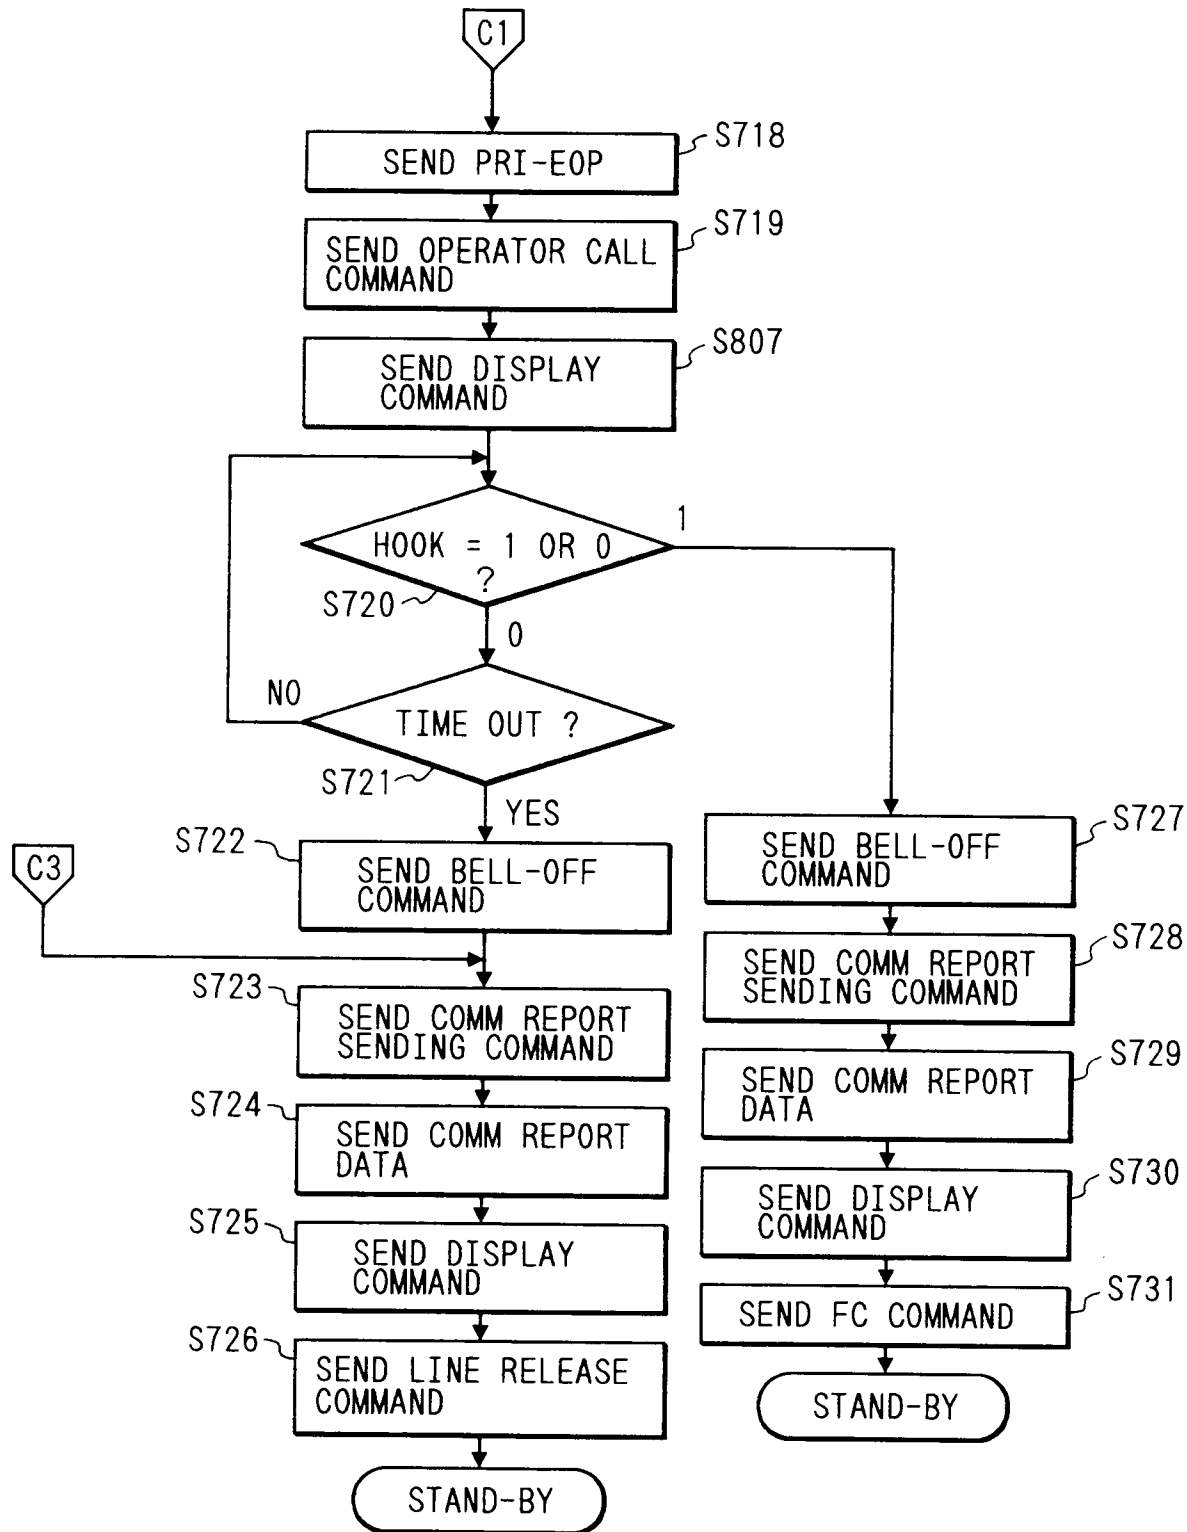 C1
S718
SEND PRI-EOP
S719
SEND OPERATOR CALL
COMMAND
S807
SEND DISPLAY
COMMAND
1
HOOK = 1 OR 0
?
S720
0
NO
TIME OUT ?
S721
YES
S722
SEND BELL-OFF
COMMAND
C3
S723
SEND COMM REPORT
SENDING COMMAND
S724
SEND COMM REPORT
DATA
S725
SEND DISPLAY
COMMAND
S726
SEND LINE RELEASE
COMMAND
STAND-BY
S727
SEND BELL-OFF
COMMAND
S728
SEND COMM REPORT
SENDING COMMAND
S729
SEND COMM REPORT
DATA
S730
SEND DISPLAY
COMMAND
S731
SEND FC COMMAND
STAND-BY